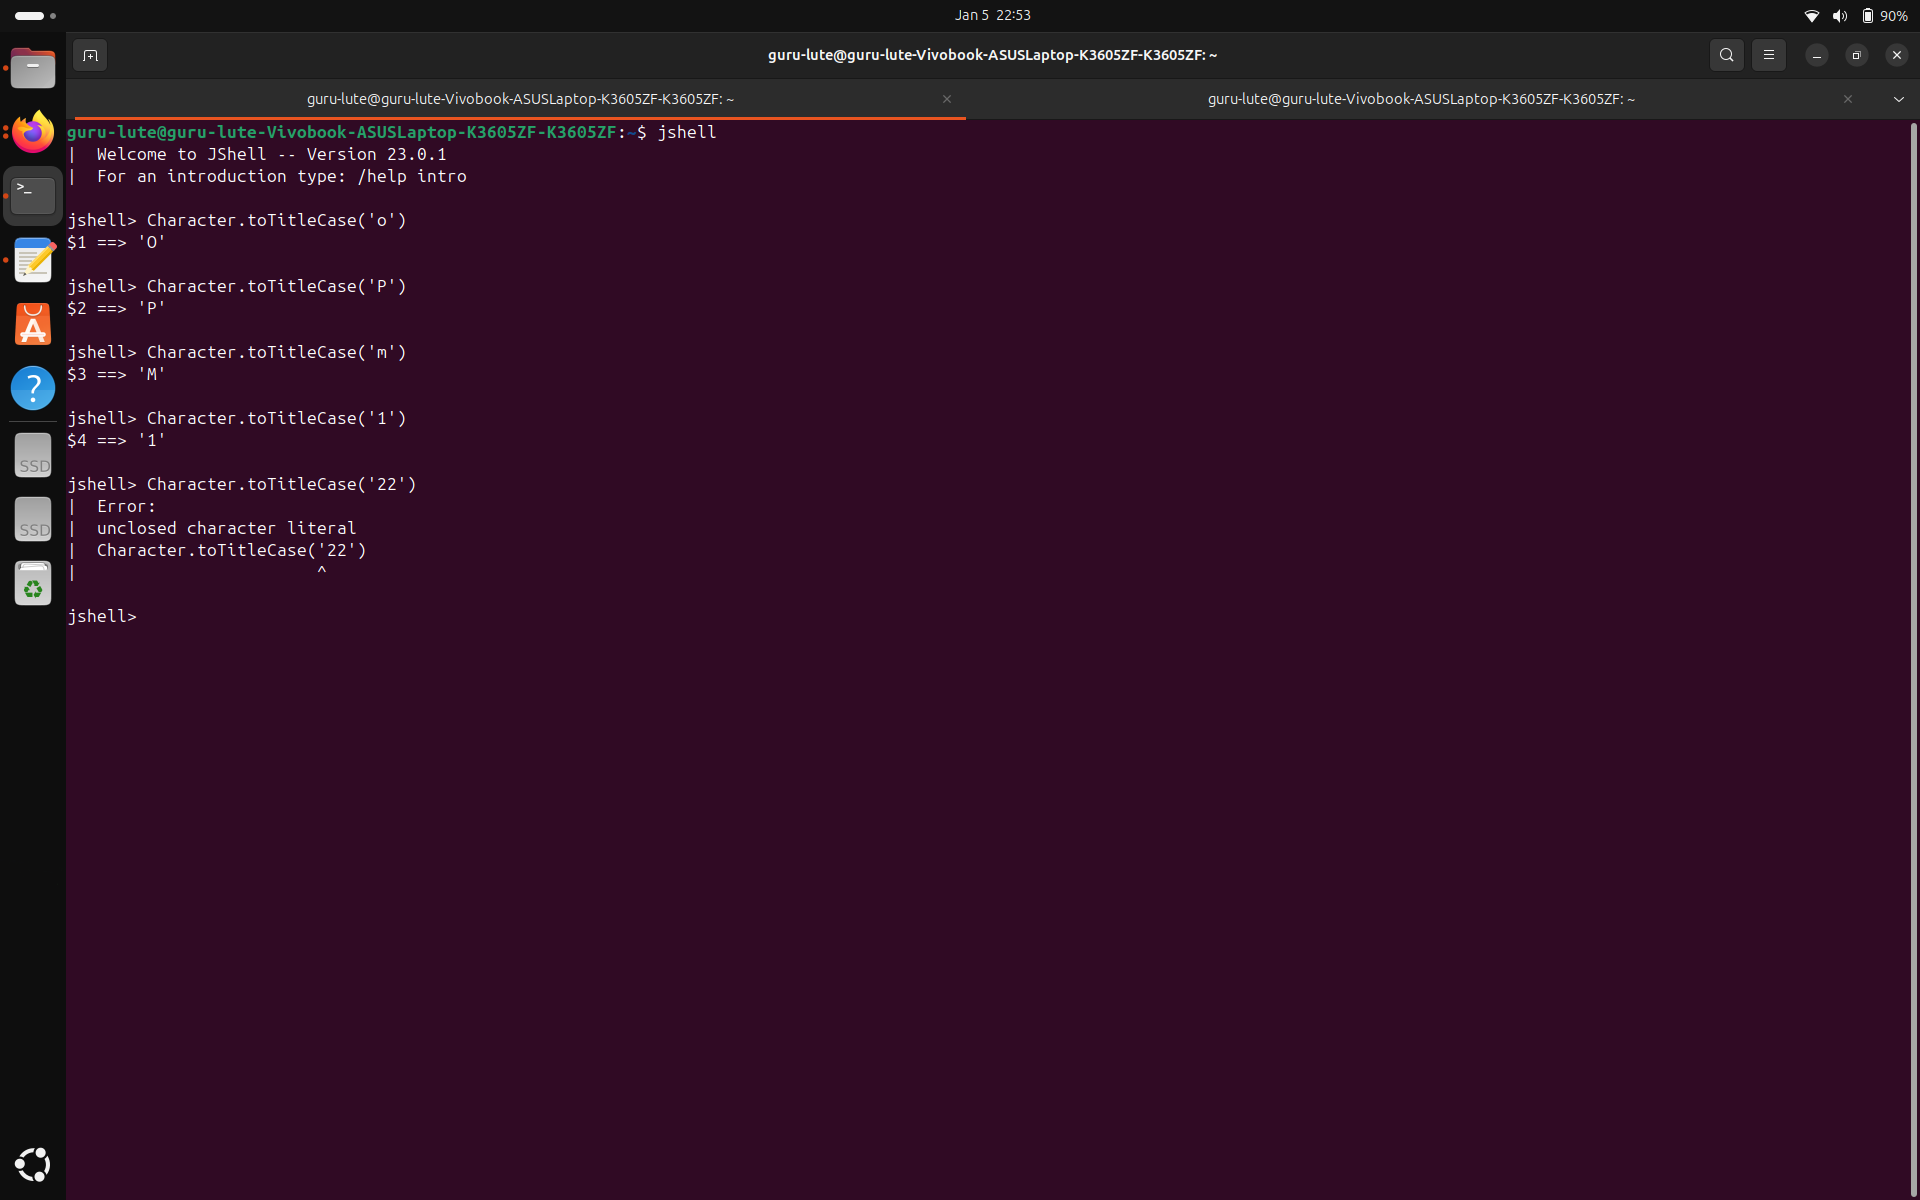 Jan 5 22:53
90%
guru-lute@guru-lute-Vivobook-ASUSLaptop-K3605ZF-K3605ZF: ~
guru-lute@guru-lute-Vivobook-ASUSLaptop-K3605ZF-K3605ZF: ~
guru-lute@guru-lute-Vivobook-ASUSLaptop-K3605ZF-K3605ZF: ~
guru-lute@guru-lute-Vivobook-ASUSLaptop-K3605ZF-K3605ZF:~$ jshell
|  Welcome to JShell -- Version 23.0.1
|  For an introduction type: /help intro
jshell> Character.toTitleCase('o')
$1 ==> 'O'
jshell> Character.toTitleCase('P')
$2 ==> 'P'
jshell> Character.toTitleCase('m')
$3 ==> 'M'
jshell> Character.toTitleCase('1')
$4 ==> '1'
jshell> Character.toTitleCase('22')
|  Error:
|  unclosed character literal
|  Character.toTitleCase('22')
|                        ^
jshell>
>_
A
?
SSD
SSD